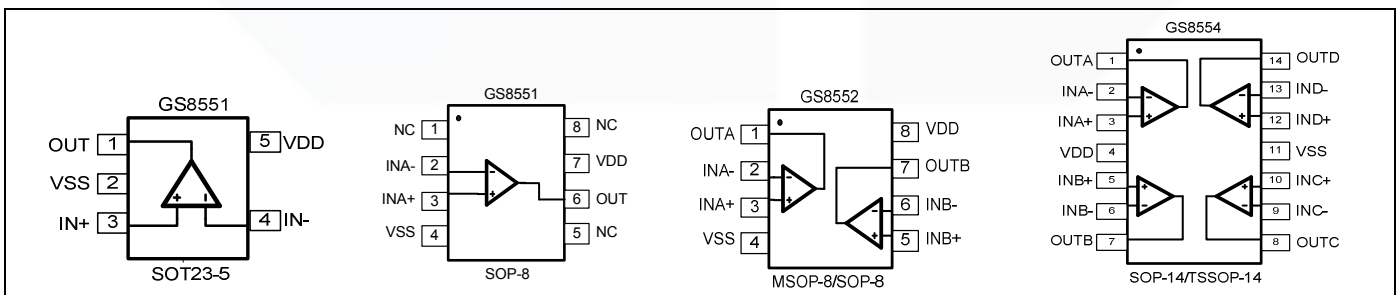 GS8551
OUT 1
VSS 2
IN+ 3
5 VDD
4 IN-
SOT23-5
GS8551
NC 1
INA- 2
INA+ 3
VSS 4
8 NC
7 VDD
6 OUT
5 NC
SOP-8
GS8552
OUTA 1
INA- 2
INA+ 3
VSS 4
8 VDD
7 OUTB
6 INB-
5 INB+
MSOP-8/SOP-8
GS8554
OUTA 1
INA- 2
INA+ 3
VDD 4
INB+ 5
INB- 6
OUTB 7
14 OUTD
13 IND-
12 IND+
11 VSS
10 INC+
9 INC-
8 OUTC
SOP-14/TSSOP-14